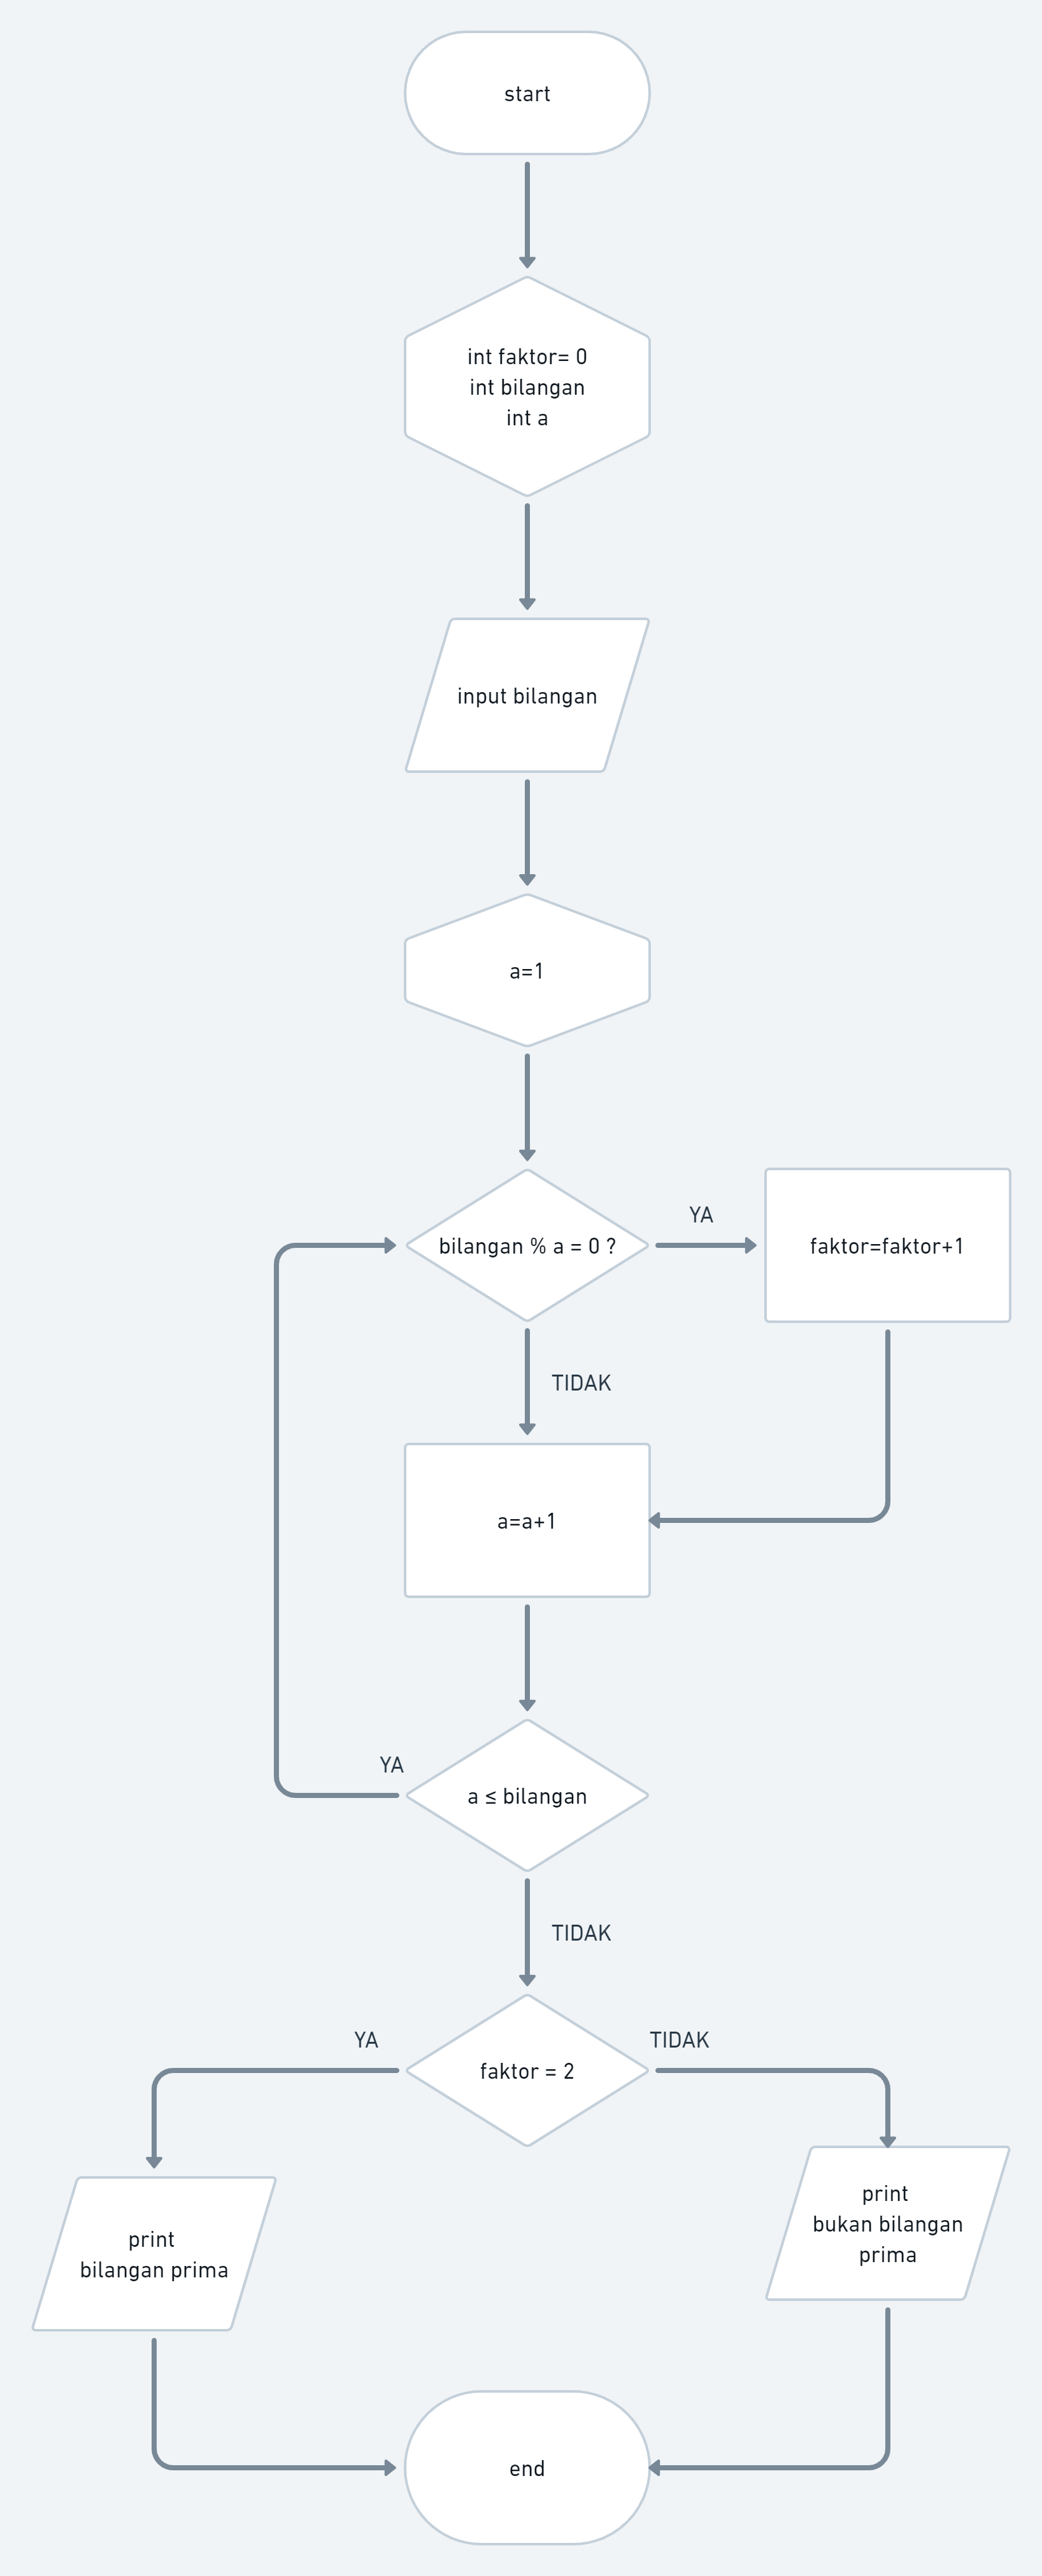 start
int faktor= 0
int bilangan
int a
input bilangan
a=1
bilangan % a = 0 ?
YA
faktor=faktor+1
TIDAK
a=a+1
YA
a ≤ bilangan
TIDAK
YA
faktor = 2
TIDAK
print
bilangan prima
print
bukan bilangan
prima
end